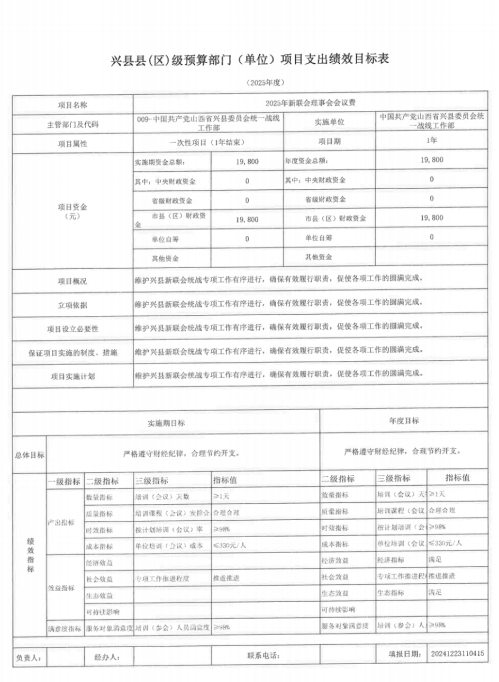 兴县县(区)级预算部门（单位）项目支出绩效目标表
（2025年度）
项目名称 2025年新联会理事会会议费
主管部门及代码 009-中国共产党山西省兴县委员会统一战线工作部 实施单位 中国共产党山西省兴县委员会统一战线工作部
项目属性 一次性项目（1年结束） 项目期 1年
项目资金（元） 实施期资金总额： 19,800 年度资金总额： 19,800
其中：中央财政资金 0 其中：中央财政资金 0
省级财政资金 0 省级财政资金 0
市县（区）财政资金 19,800 市县（区）财政资金 19,800
单位自筹 0 单位自筹 0
其他资金 其他资金
项目概况 维护兴县新联会统战专项工作有序进行，确保有效履行职责，促使各项工作的圆满完成。
立项依据 维护兴县新联会统战专项工作有序进行，确保有效履行职责，促使各项工作的圆满完成。
项目设立必要性 维护兴县新联会统战专项工作有序进行，确保有效履行职责，促使各项工作的圆满完成。
保证项目实施的制度、措施 维护兴县新联会统战专项工作有序进行，确保有效履行职责，促使各项工作的圆满完成。
项目实施计划 维护兴县新联会统战专项工作有序进行，确保有效履行职责，促使各项工作的圆满完成。
实施期目标 年度目标
总体目标 严格遵守财经纪律，合理节约开支。 严格遵守财经纪律，合理节约开支。
绩效指标 一级指标 二级指标 三级指标 指标值 二级指标 三级指标 指标值
产出指标 数量指标 培训（会议）天数 ≥1天 数量指标 培训（会议）天 ≥1天
质量指标 培训课程（会议）安排合 合理合理 质量指标 培训课程（会议 合理合理
时效指标 按计划培训（会议）率 ≥98% 时效指标 按计划培训（会 ≥98%
成本指标 单位培训（会议）成本 ≤330元/人 成本指标 单位培训（会议 ≤330元/人
效益指标 经济效益 经济效益 经济指标 满足
社会效益 专项工作推进程度 推进推进 社会效益 专项工作推进程 推进推进
生态效益 生态效益 生态指标 满足
可持续影响 可持续影响
满意度指标 服务对象满意度 培训（参会）人员满意度 ≥98% 服务对象满意度 培训（参会）人 ≥98%
负责人： 经办人： 联系电话： 填报日期： 20241223110415